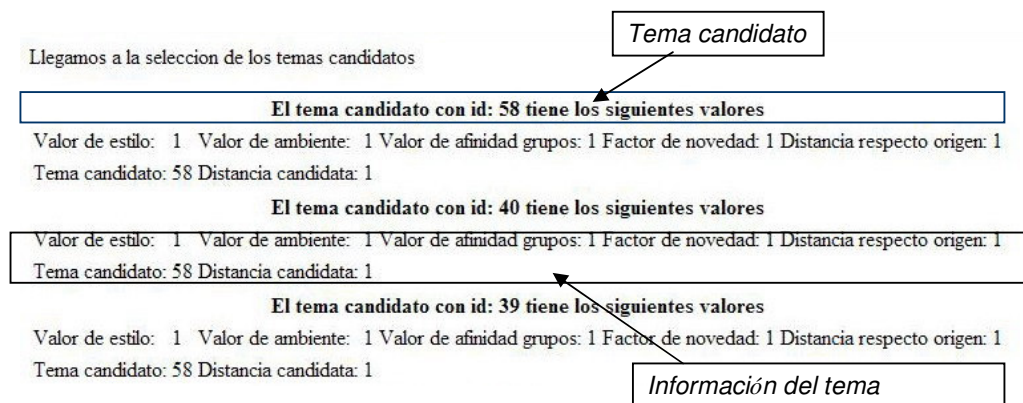 Tema candidato
Llegamos a la seleccion de los temas candidatos
El tema candidato con id: 58 tiene los siguientes valores
Valor de estilo: 1 Valor de ambiente: 1 Valor de afinidad grupos: 1 Factor de novedad: 1 Distancia respecto origen: 1
Tema candidato: 58 Distancia candidata: 1
El tema candidato con id: 40 tiene los siguientes valores
Valor de estilo: 1 Valor de ambiente: 1 Valor de afinidad grupos: 1 Factor de novedad: 1 Distancia respecto origen: 1
Tema candidato: 58 Distancia candidata: 1
El tema candidato con id: 39 tiene los siguientes valores
Valor de estilo: 1 Valor de ambiente: 1 Valor de afinidad grupos: 1 Factor de novedad: 1 Distancia respecto origen: 1
Tema candidato: 58 Distancia candidata: 1
Información del tema